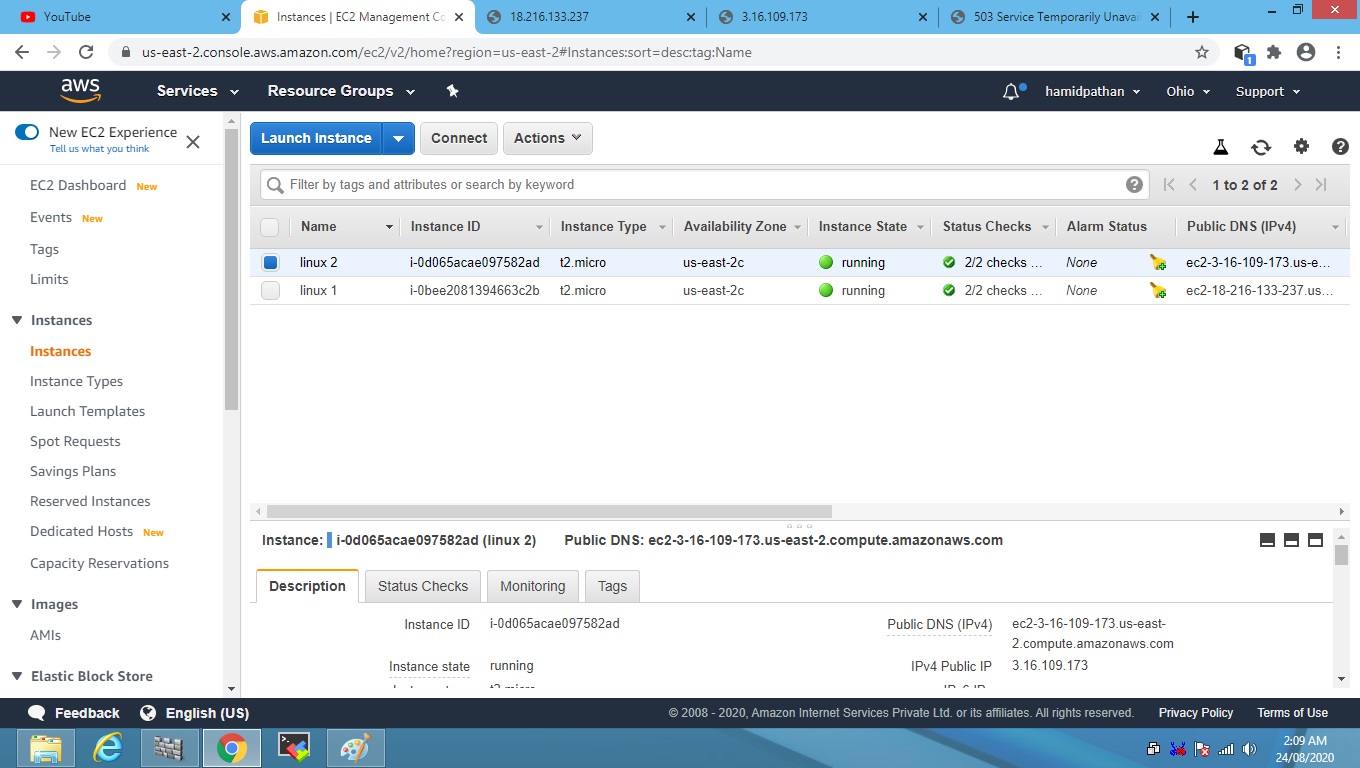 YouTube
Instances | EC2 Management Co
18.216.133.237
3.16.109.173
503 Service Temporarily Unavai
us-east-2.console.aws.amazon.com/ec2/v2/home?region=us-east-2#Instances:sort=desc:tag:Name
1
aws
Services
Resource Groups
hamidpathan
Ohio
Support
New EC2 Experience
Tell us what you think
EC2 Dashboard New
Events New
Tags
Limits
Instances
Instances
Instance Types
Launch Templates
Spot Requests
Savings Plans
Reserved Instances
Dedicated Hosts New
Capacity Reservations
Images
AMIs
Elastic Block Store
Launch Instance
Connect
Actions
Filter by tags and attributes or search by keyword
1 to 2 of 2
Name Instance ID Instance Type Availability Zone Instance State Status Checks Alarm Status Public DNS (IPv4)
linux 2 i-0d065acae097582ad t2.micro us-east-2c running 2/2 checks ... None ec2-3-16-109-173.us-e...
linux 1 i-0bee2081394663c2b t2.micro us-east-2c running 2/2 checks ... None ec2-18-216-133-237.us...
Instance: i-0d065acae097582ad (linux 2) Public DNS: ec2-3-16-109-173.us-east-2.compute.amazonaws.com
Description
Status Checks
Monitoring
Tags
Instance ID i-0d065acae097582ad
Instance state running
Public DNS (IPv4) ec2-3-16-109-173.us-east-
2.compute.amazonaws.com
IPv4 Public IP 3.16.109.173
Feedback
English (US)
© 2008 - 2020, Amazon Internet Services Private Ltd. or its affiliates. All rights reserved.
Privacy Policy
Terms of Use
2:09 AM
24/08/2020